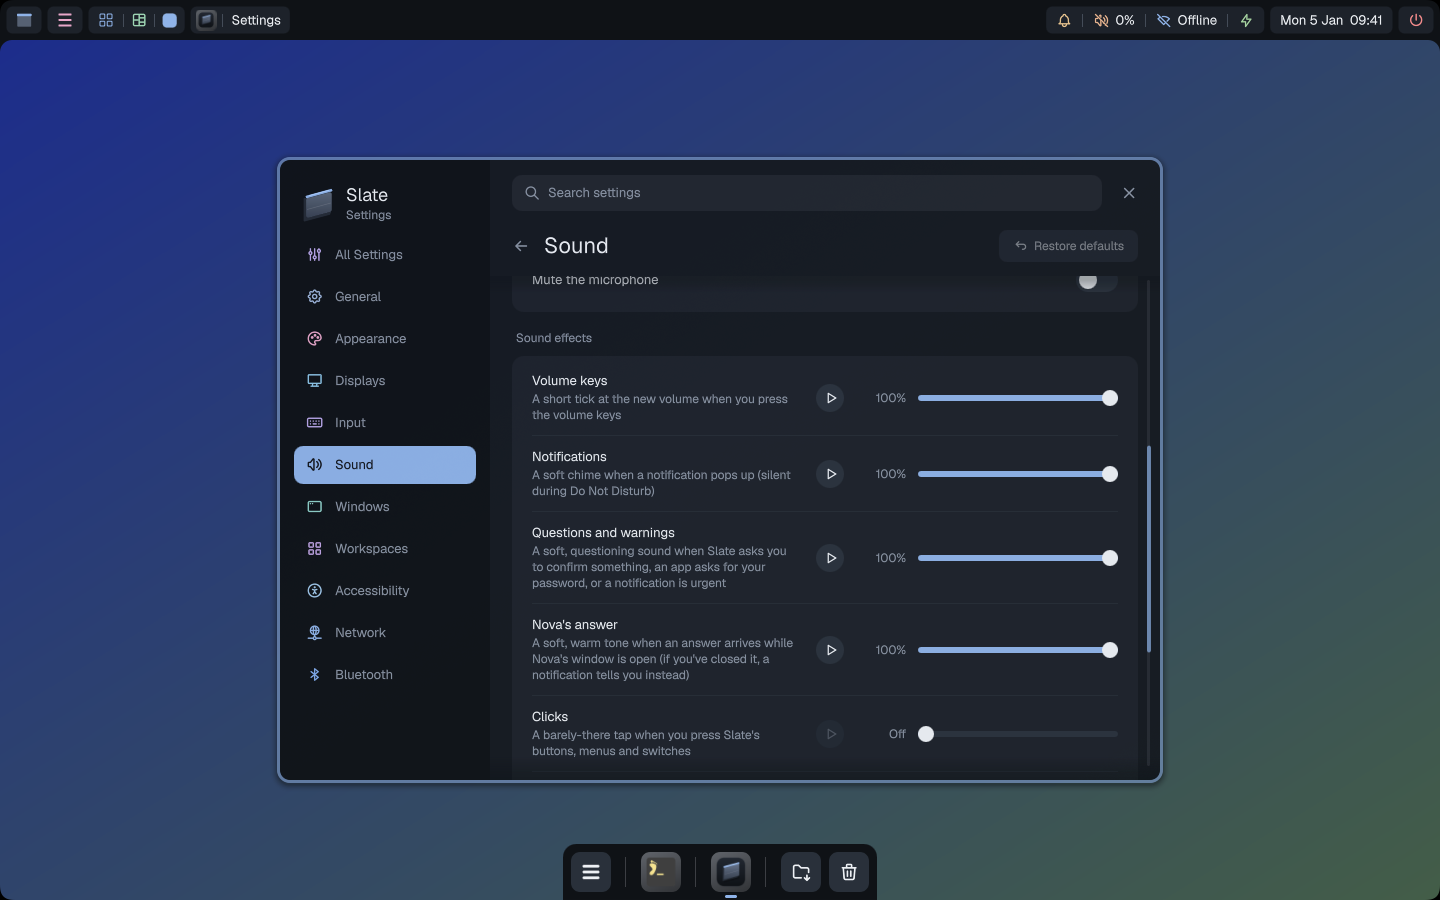 Settings
0%
Offline
Mon 5 Jan 09:41
Slate
Settings
All Settings
General
Appearance
Displays
Input
Sound
Windows
Workspaces
Accessibility
Network
Bluetooth
Search settings
Sound
Restore defaults
Mute the microphone
Sound effects
Volume keys
A short tick at the new volume when you press
the volume keys
100%
Notifications
A soft chime when a notification pops up (silent
during Do Not Disturb)
100%
Questions and warnings
A soft, questioning sound when Slate asks you
to confirm something, an app asks for your
password, or a notification is urgent
100%
Nova's answer
A soft, warm tone when an answer arrives while
Nova's window is open (if you've closed it, a
notification tells you instead)
100%
Clicks
A barely-there tap when you press Slate's
buttons, menus and switches
Off